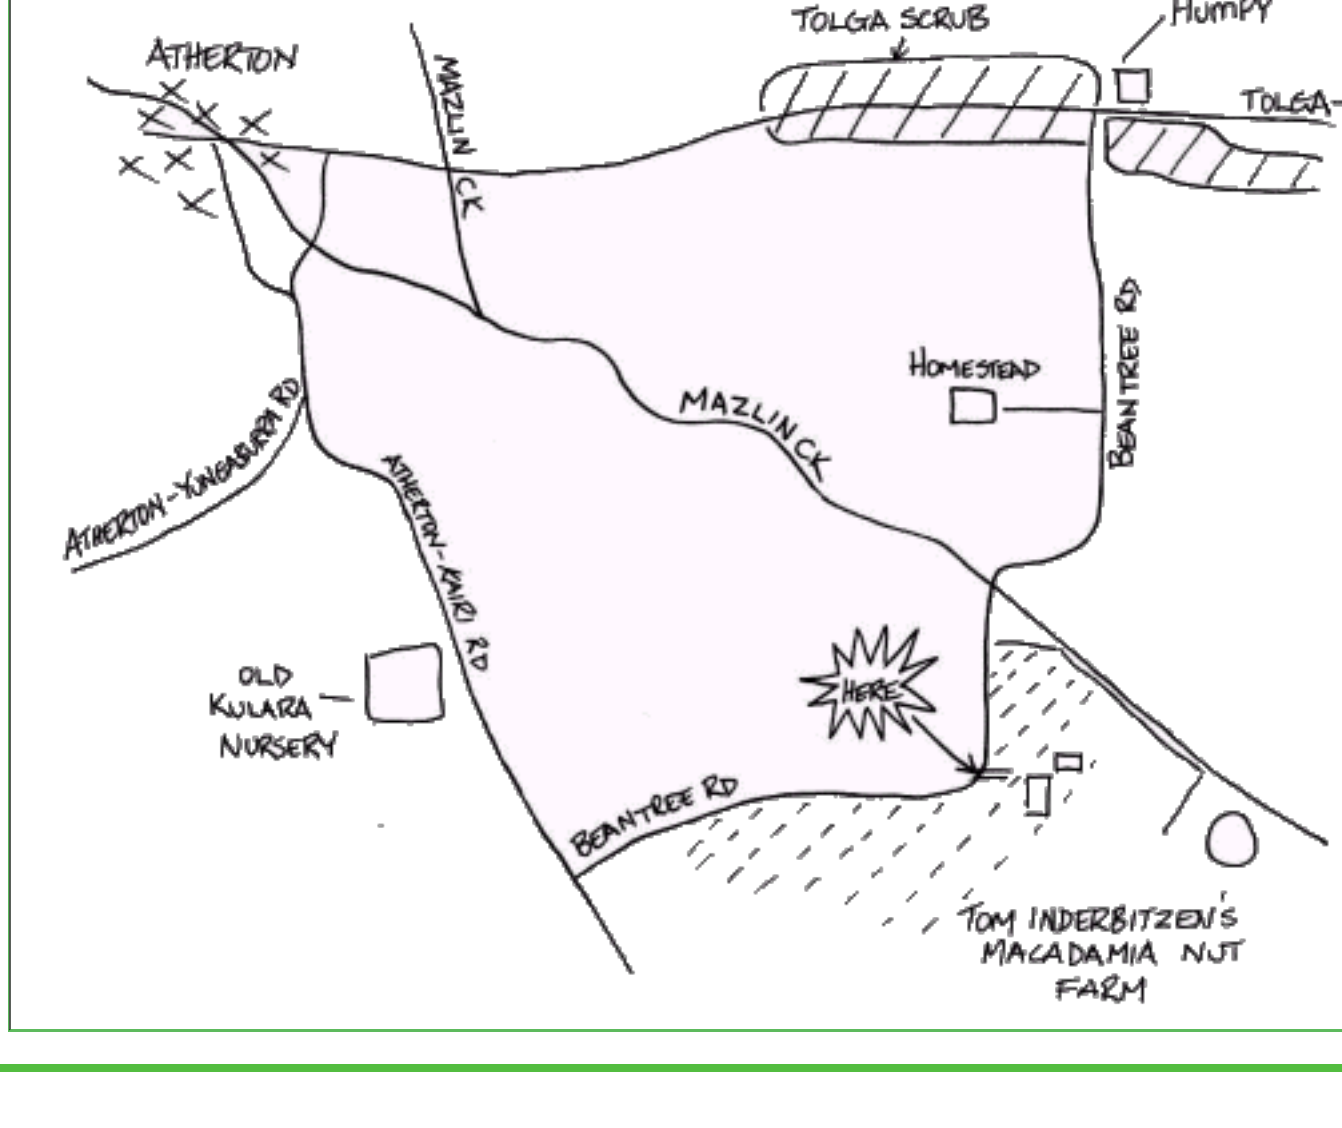 TOLGA SCRUB
HUMPY
ATHERTON
MAZLIN CK
TOLGA-
BEANTREE RD
HOMESTEAD
MAZLIN CK
ATHERTON-YUNGABURRA RD
ATHERTON-KAIRI RD
HERE
OLD
KULARA
NURSERY
BEANTREE RD
TOM INDERBITZEN'S
MACADAMIA NUT
FARM